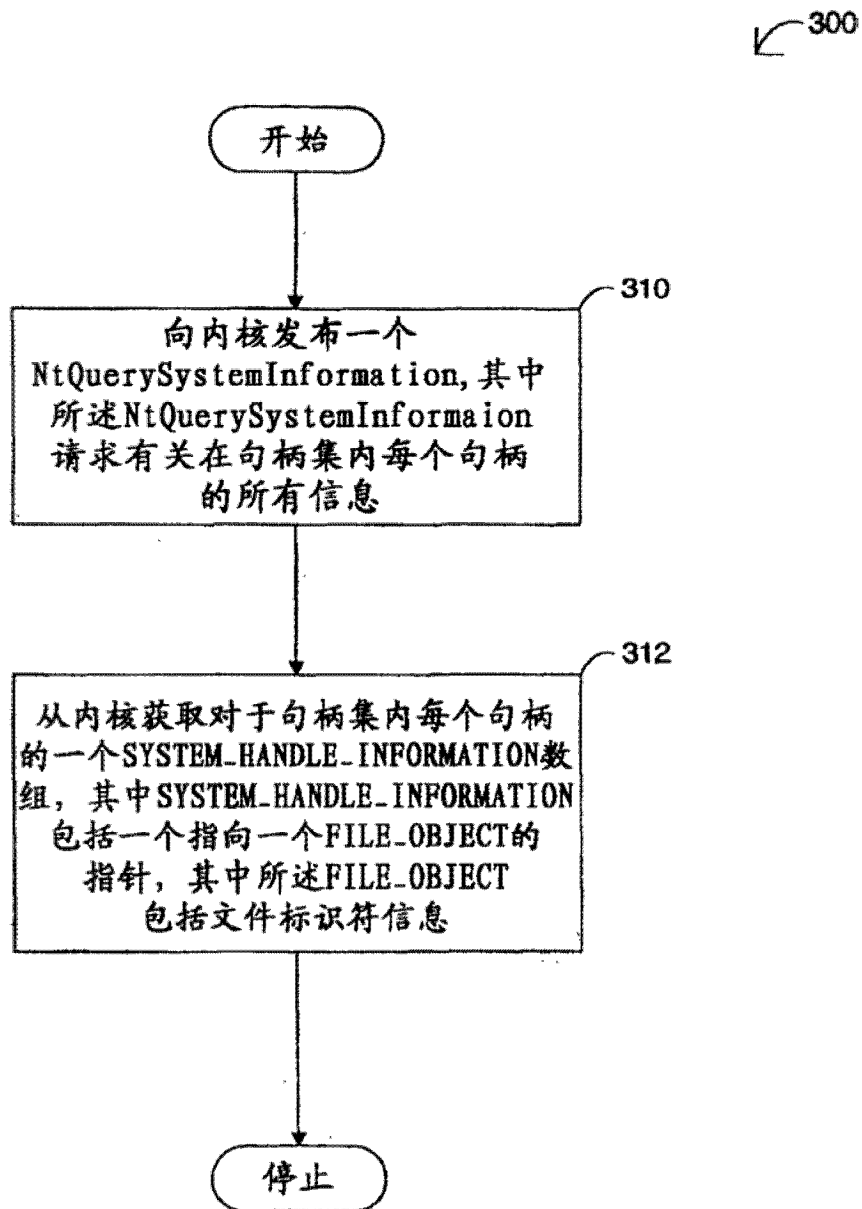 300
开始
310
向内核发布一个
NtQuerySystemInformation,其中
所述NtQuerySystemInformaion
请求有关在句柄集内每个句柄
的所有信息
312
从内核获取对于句柄集内每个句柄
的一个SYSTEM_HANDLE_INFORMATION数
组，其中SYSTEM_HANDLE_INFORMATION
包括一个指向一个FILE_OBJECT的
指针，其中所述FILE_OBJECT
包括文件标识符信息
停止